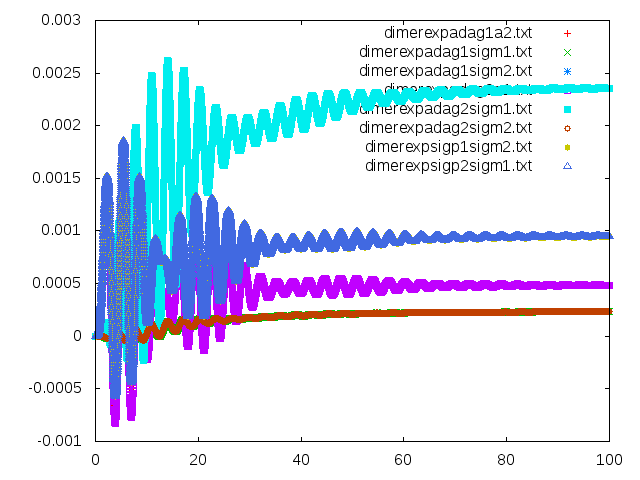 0.003
0.0025
0.002
0.0015
0.001
0.0005
0
-0.0005
-0.001
0
20
40
60
80
100
dimerexpadag1a2.txt
dimerexpadag1sigm1.txt
dimerexpadag1sigm2.txt
dimerexpadag2sigm1.txt
dimerexpadag2sigm2.txt
dimerexpsigp1sigm2.txt
dimerexpsigp2sigm1.txt